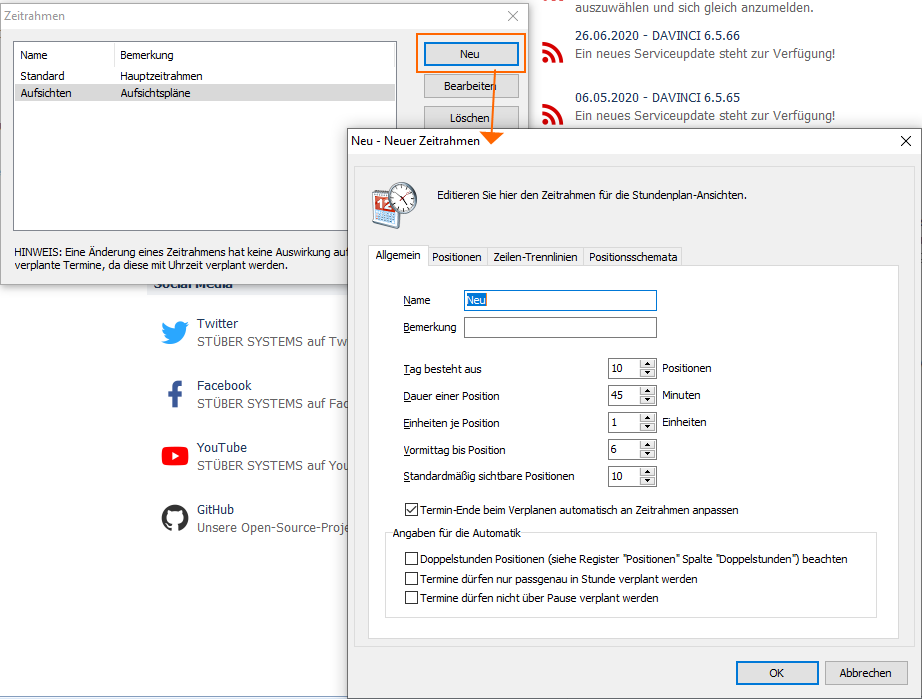 Zeitrahmen
Name Bemerkung
Standard Hauptzeitrahmen
Aufsichten Aufsichtspläne
Neu
Bearbeiten
Löschen
HINWEIS: Eine Änderung eines Zeitrahmens hat keine Auswirkung auf
verplante Termine, da diese mit Uhrzeit verplant werden.
auszuwählen und sich gleich anzumelden.
26.06.2020 - DAVINCI 6.5.66
Ein neues Serviceupdate steht zur Verfügung!
06.05.2020 - DAVINCI 6.5.65
Ein neues Serviceupdate steht zur Verfügung!
Social Media
Twitter
STÜBER SYSTEMS auf Tw
Facebook
STÜBER SYSTEMS auf Fac
YouTube
STÜBER SYSTEMS auf You
GitHub
Unsere Open-Source-Proje
Neu - Neuer Zeitrahmen
12
Editieren Sie hier den Zeitrahmen für die Stundenplan-Ansichten.
Allgemein Positionen Zeilen-Trennlinien Positionsschemata
Name Neu
Bemerkung
Tag besteht aus 10 Positionen
Dauer einer Position 45 Minuten
Einheiten je Position 1 Einheiten
Vormittag bis Position 6
Standardmäßig sichtbare Positionen 10
Termin-Ende beim Verplanen automatisch an Zeitrahmen anpassen
Angaben für die Automatik
Doppelstunden Positionen (siehe Register "Positionen" Spalte "Doppelstunden") beachten
Termine dürfen nur passgenau in Stunde verplant werden
Termine dürfen nicht über Pause verplant werden
OK Abbrechen